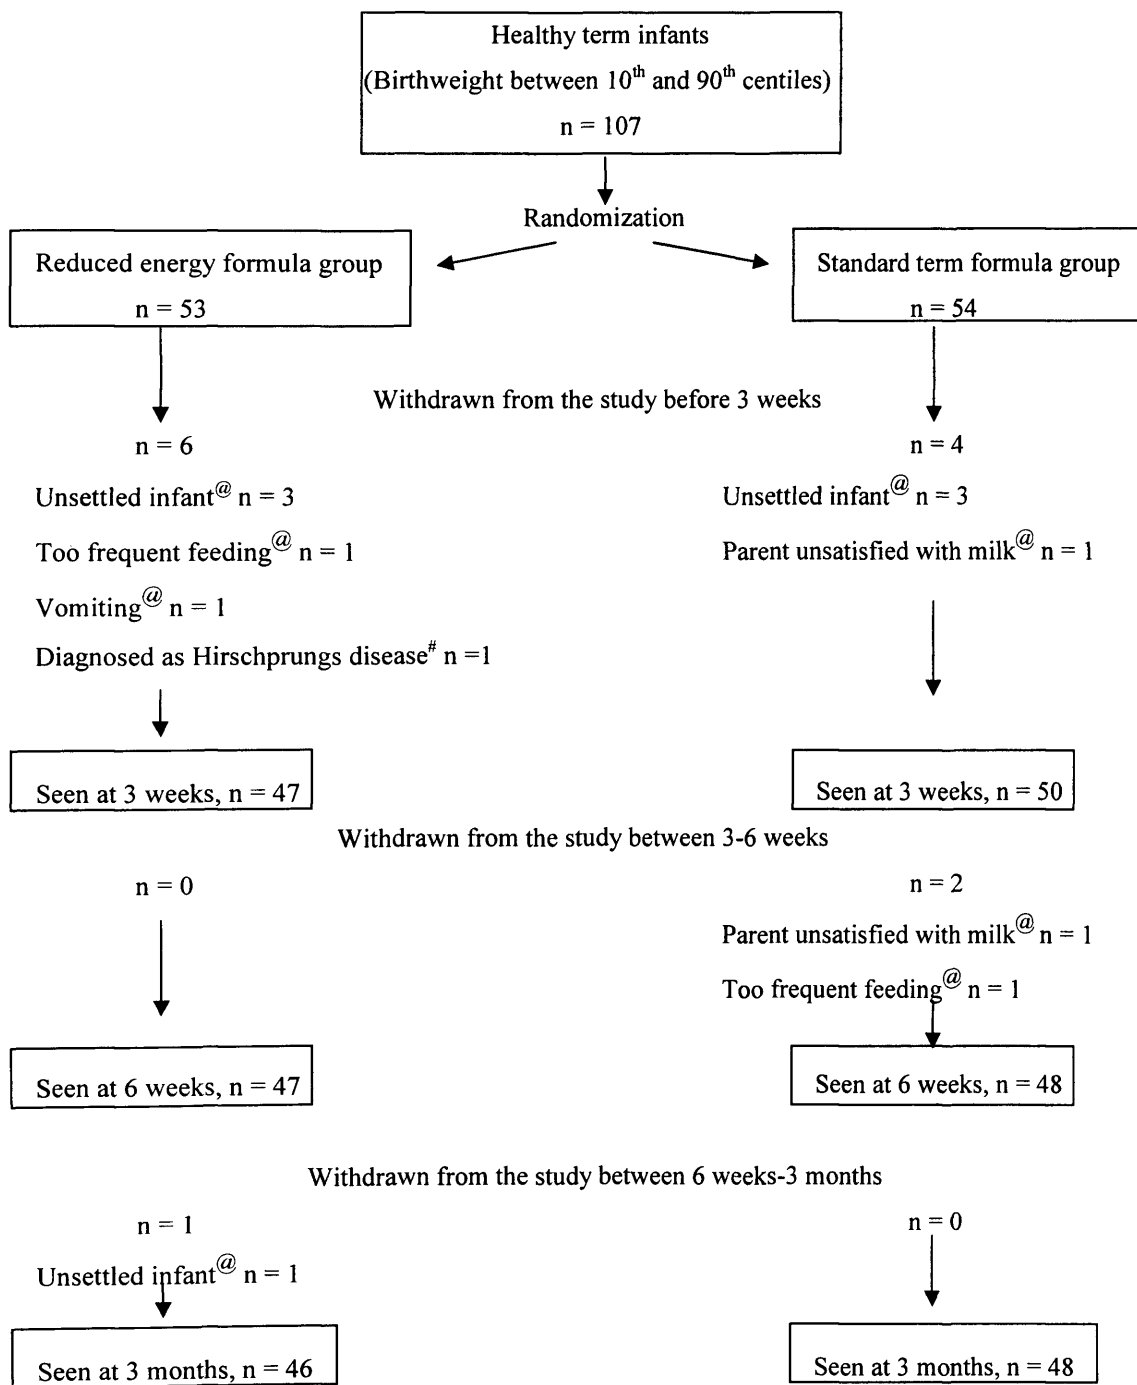 Healthy term infants
(Birthweight between 10th and 90th centiles)
n = 107
Randomization
Reduced energy formula group
n = 53
Standard term formula group
n = 54
Withdrawn from the study before 3 weeks
n = 6
Unsettled infant@ n = 3
Too frequent feeding@ n = 1
Vomiting@ n = 1
Diagnosed as Hirschprungs disease# n =1
n = 4
Unsettled infant@ n = 3
Parent unsatisfied with milk@ n = 1
Seen at 3 weeks, n = 47
Seen at 3 weeks, n = 50
Withdrawn from the study between 3-6 weeks
n = 0
n = 2
Parent unsatisfied with milk@ n = 1
Too frequent feeding@ n = 1
Seen at 6 weeks, n = 47
Seen at 6 weeks, n = 48
Withdrawn from the study between 6 weeks-3 months
n = 1
Unsettled infant@ n = 1
n = 0
Seen at 3 months, n = 46
Seen at 3 months, n = 48